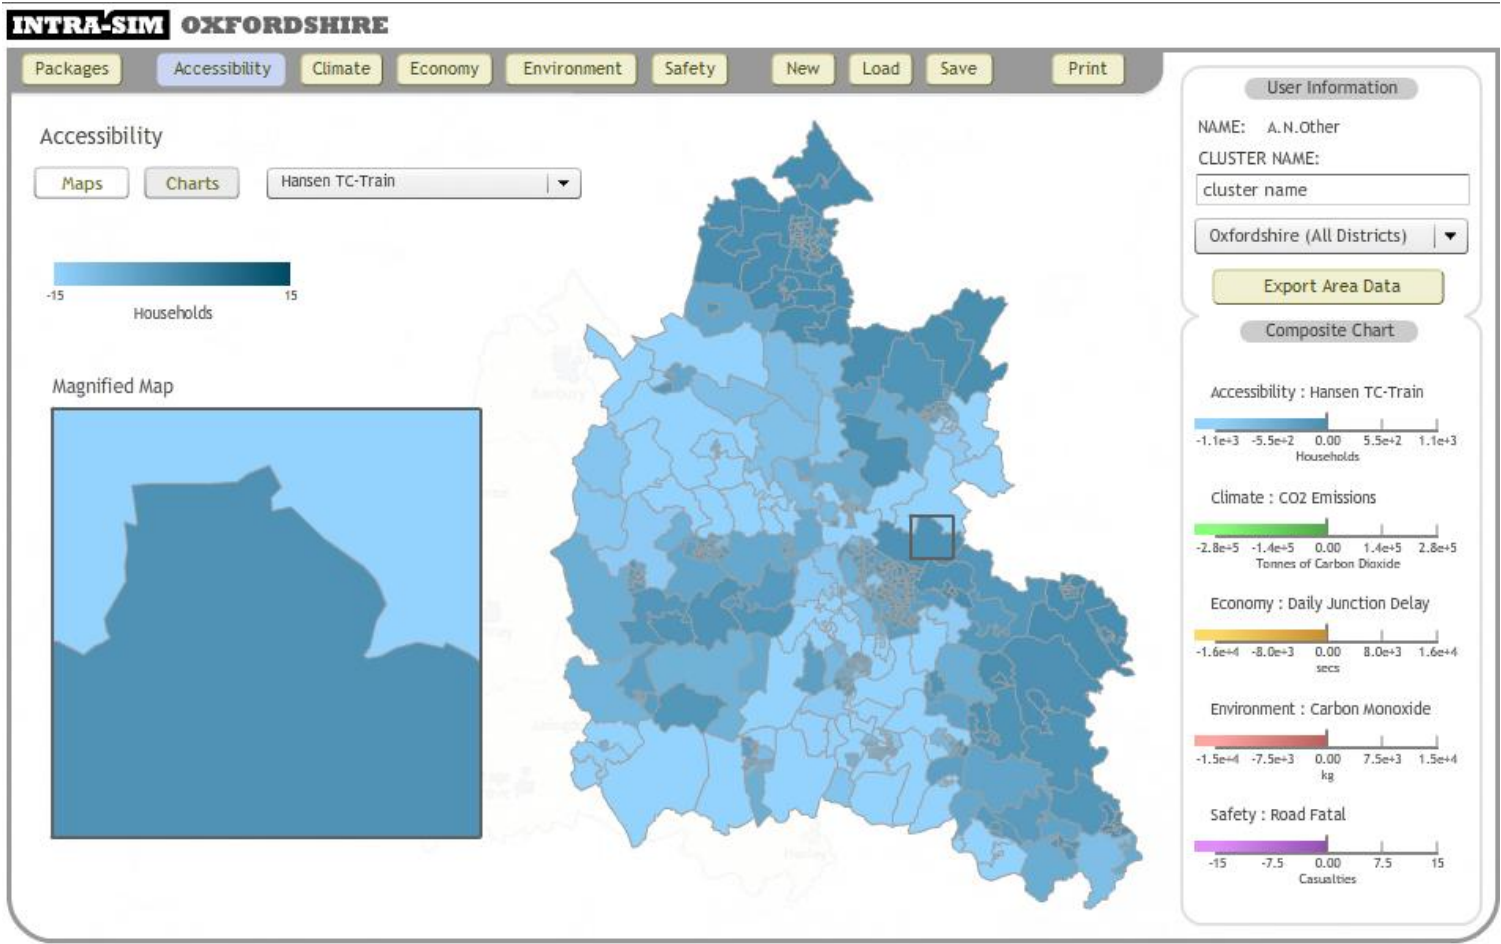 INTRA-SIM OXFORDSHIRE
Packages Accessibility Climate Economy Environment Safety New Load Save Print
Accessibility
Maps Charts Hansen TC-Train
-15 15
Households
Magnified Map
User Information
NAME: A.N.Other
CLUSTER NAME:
cluster name
Oxfordshire (All Districts)
Export Area Data
Composite Chart
Accessibility : Hansen TC-Train
-1.1e+3 -5.5e+2 0.00 5.5e+2 1.1e+3
Households
Climate : CO2 Emissions
-2.8e+5 -1.4e+5 0.00 1.4e+5 2.8e+5
Tonnes of Carbon Dioxide
Economy : Daily Junction Delay
-1.6e+4 -8.0e+3 0.00 8.0e+3 1.6e+4
secs
Environment : Carbon Monoxide
-1.5e+4 -7.5e+3 0.00 7.5e+3 1.5e+4
kg
Safety : Road Fatal
-15 -7.5 0.00 7.5 15
Casualties